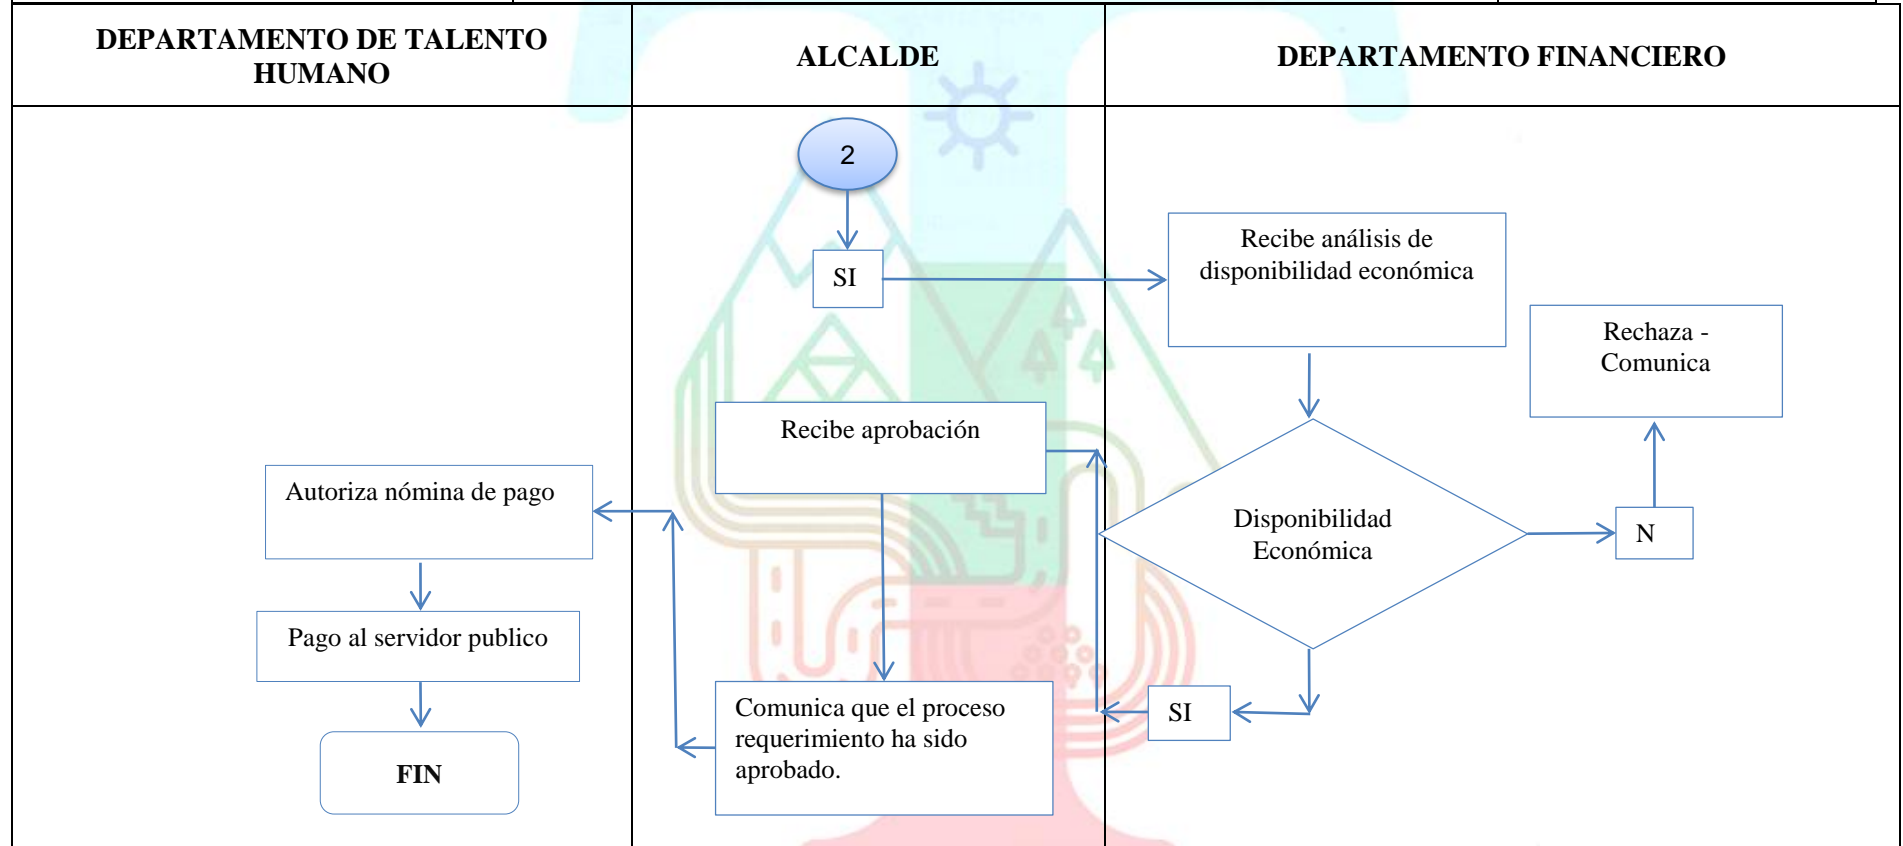 DEPARTAMENTO DE TALENTO
HUMANO
ALCALDE
DEPARTAMENTO FINANCIERO
2
SI
Recibe análisis de
disponibilidad económica
Rechaza -
Comunica
Recibe aprobación
Autoriza nómina de pago
Disponibilidad
Económica
N
Pago al servidor publico
Comunica que el proceso
requerimiento ha sido
aprobado.
SI
FIN